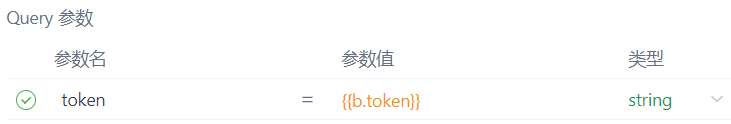 Query 参数
参数名 参数值 类型
token = {{b.token}} string